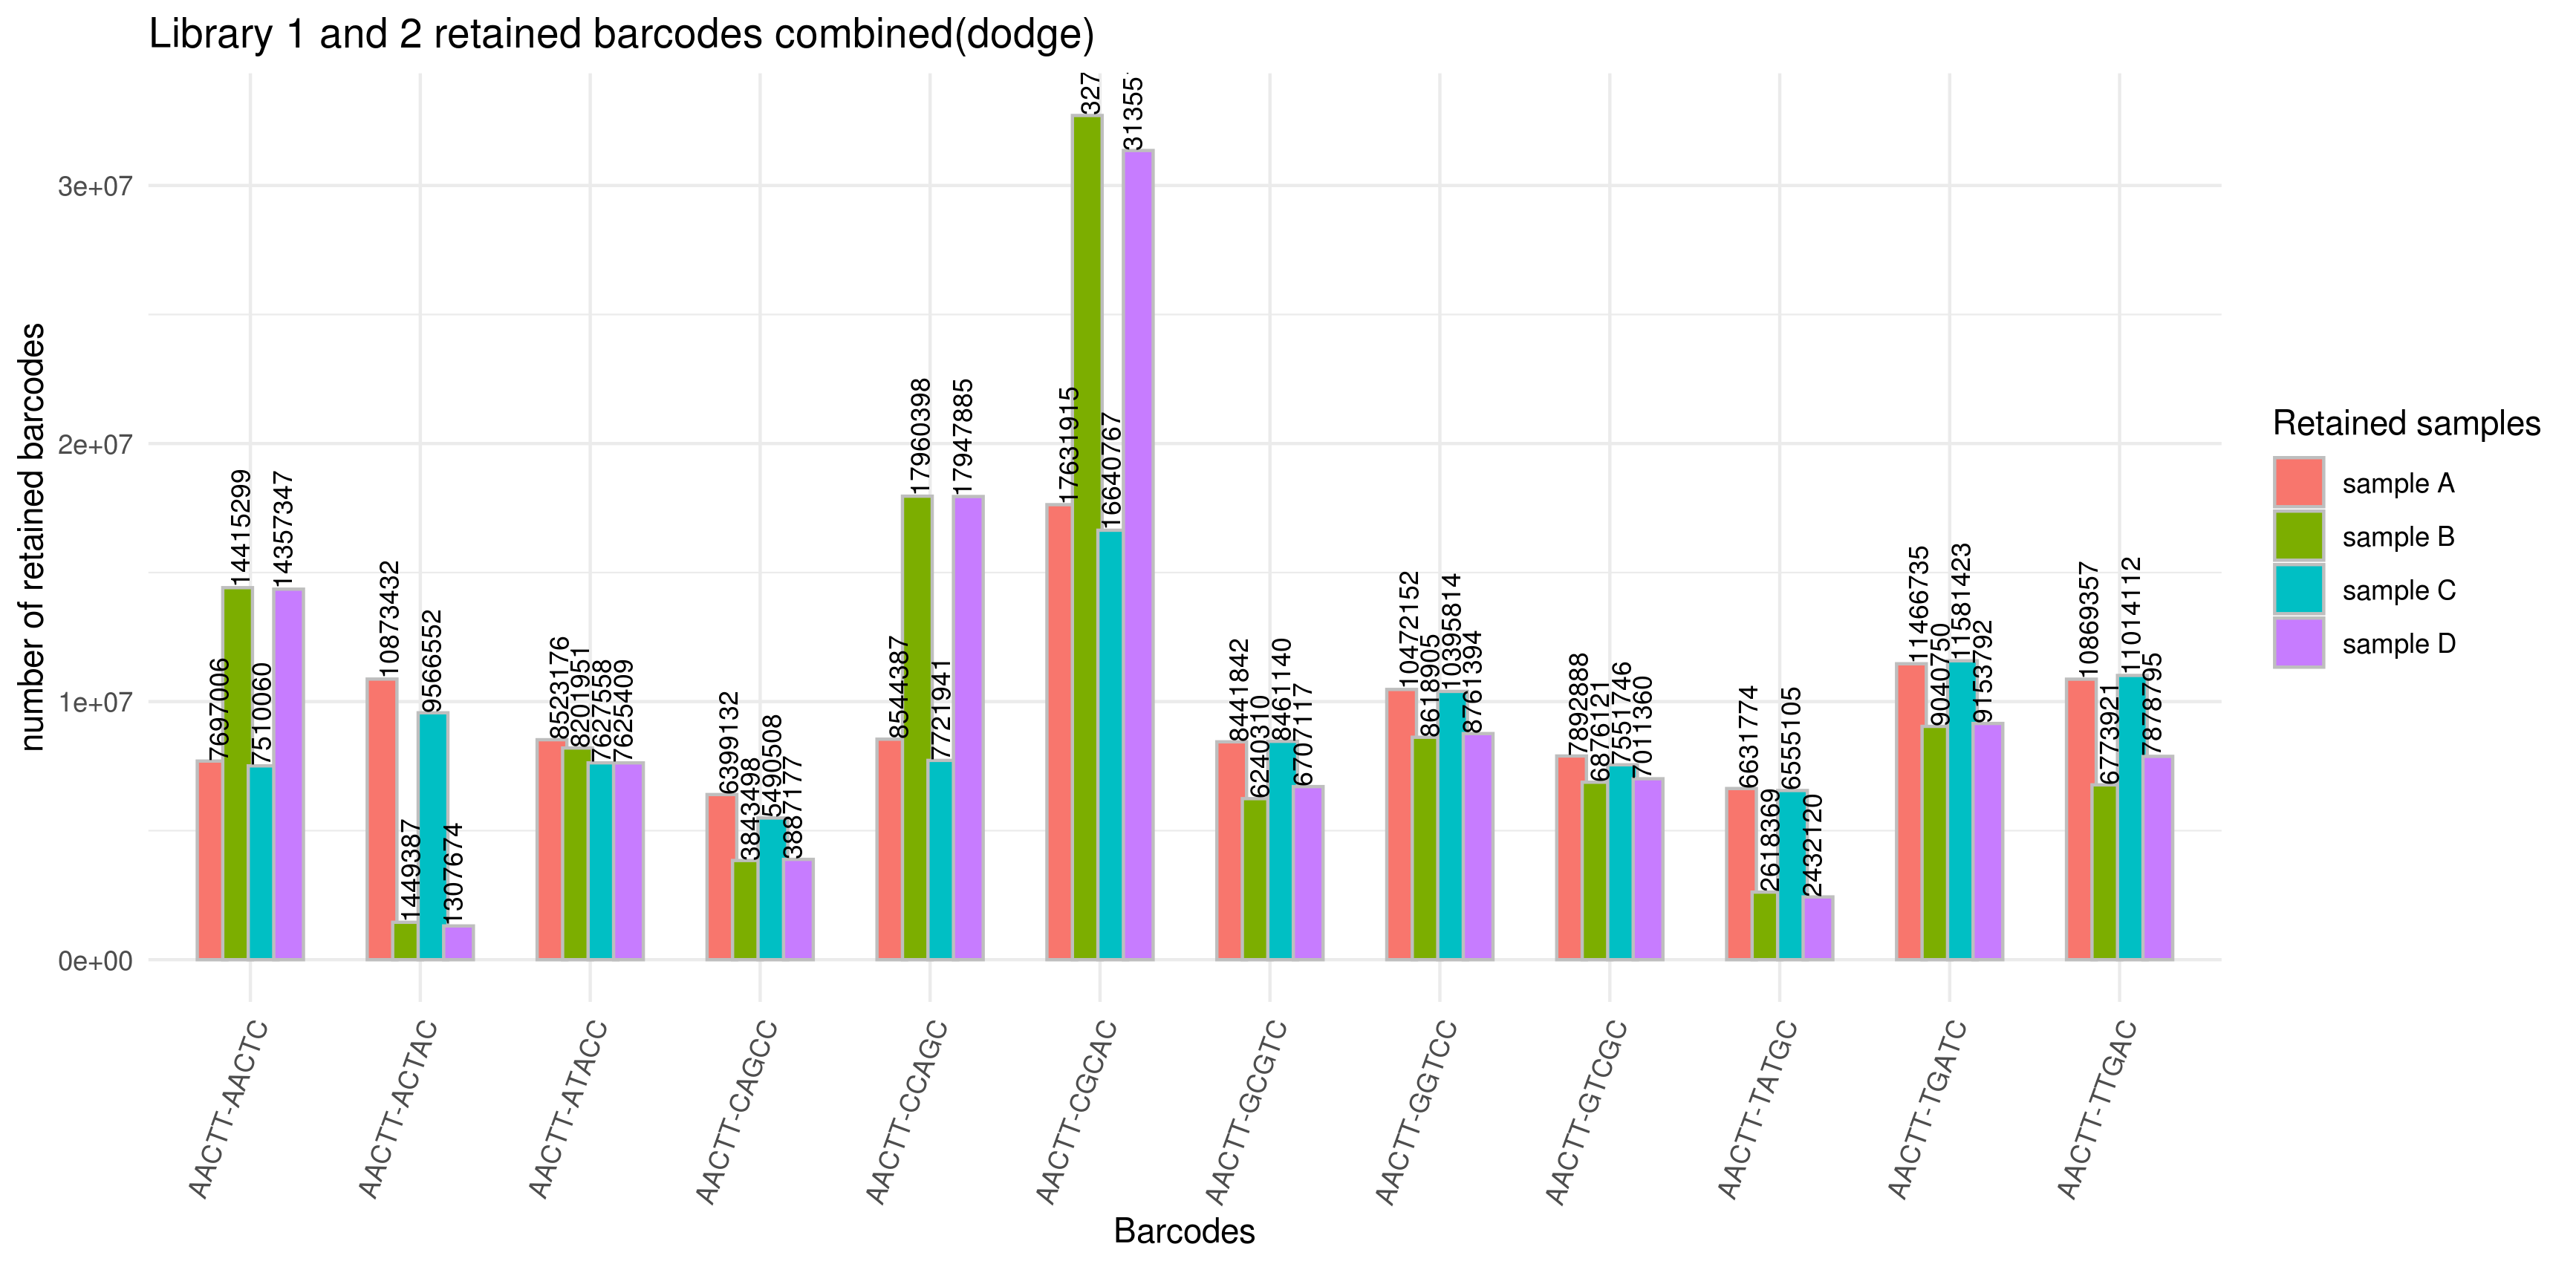 Library 1 and 2 retained barcodes combined(dodge)
number of retained barcodes
3e+07
2e+07
1e+07
0e+00
7697006
14415299
7510060
14357347
10873432
1449387
9566552
1307674
8523176
8201951
7627558
7625409
6399132
3843498
5490508
3887177
8544387
17960398
7721941
17947885
17631915
327
16640767
31355
8441842
6240310
8461140
6707117
10472152
8618905
10395814
8761394
7892888
6876121
7551746
7011360
6631774
2618369
6555105
2432120
11466735
9040750
11581423
9153792
10869357
6773921
11014112
7878795
AACTT-AACTC
AACTT-ACTAC
AACTT-ATACC
AACTT-CAGCC
AACTT-CCAGC
AACTT-CGCAC
AACTT-GCGTC
AACTT-GGTCC
AACTT-GTCGC
AACTT-TATGC
AACTT-TGATC
AACTT-TTGAC
Barcodes
Retained samples
sample A
sample B
sample C
sample D